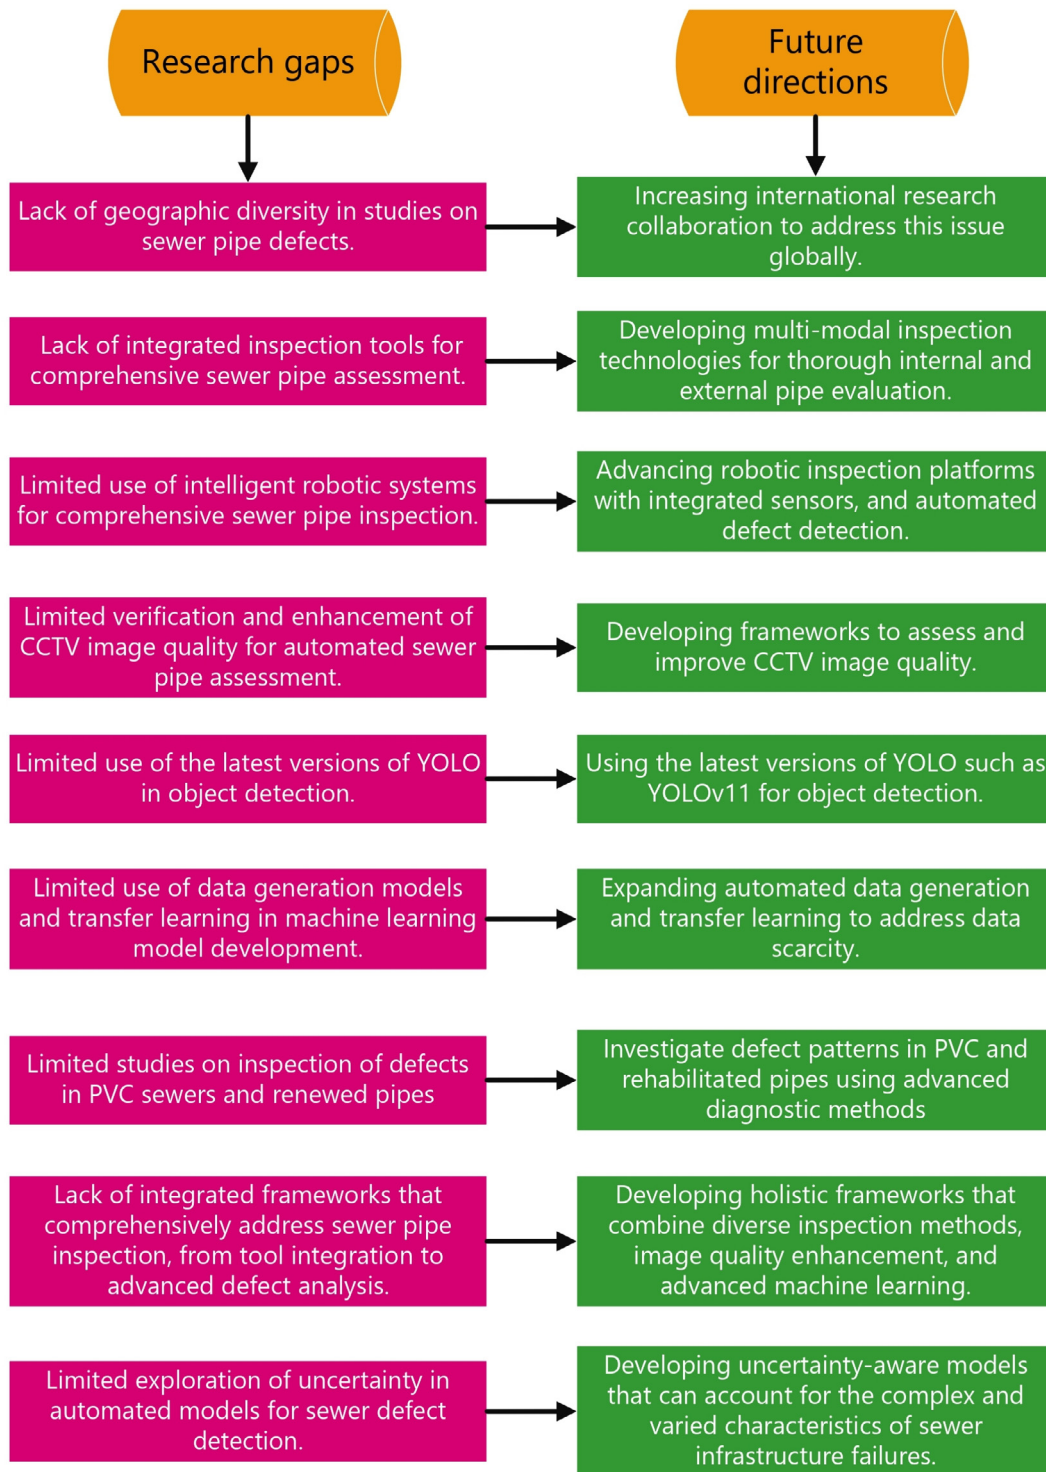 Research gaps
Future
directions
Lack of geographic diversity in studies on
sewer pipe defects.
Increasing international research
collaboration to address this issue
globally.
Lack of integrated inspection tools for
comprehensive sewer pipe assessment.
Developing multi-modal inspection
technologies for thorough internal and
external pipe evaluation.
Limited use of intelligent robotic systems
for comprehensive sewer pipe inspection.
Advancing robotic inspection platforms
with integrated sensors, and automated
defect detection.
Limited verification and enhancement of
CCTV image quality for automated sewer
pipe assessment.
Developing frameworks to assess and
improve CCTV image quality.
Limited use of the latest versions of YOLO
in object detection.
Using the latest versions of YOLO such as
YOLOv11 for object detection.
Limited use of data generation models
and transfer learning in machine learning
model development.
Expanding automated data generation
and transfer learning to address data
scarcity.
Limited studies on inspection of defects
in PVC sewers and renewed pipes
Investigate defect patterns in PVC and
rehabilitated pipes using advanced
diagnostic methods
Lack of integrated frameworks that
comprehensively address sewer pipe
inspection, from tool integration to
advanced defect analysis.
Developing holistic frameworks that
combine diverse inspection methods,
image quality enhancement, and
advanced machine learning.
Limited exploration of uncertainty in
automated models for sewer defect
detection.
Developing uncertainty-aware models
that can account for the complex and
varied characteristics of sewer
infrastructure failures.